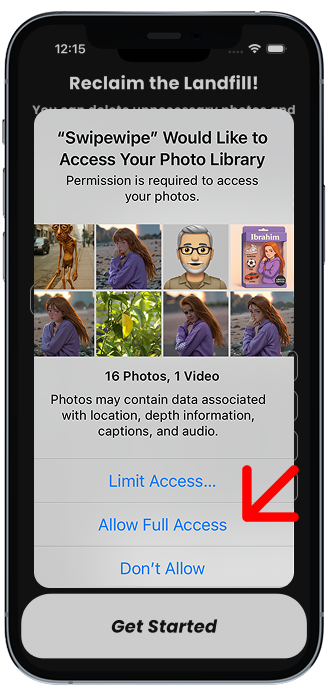 12:15
Reclaim the Landfill!
You can delete unnecessary photos and
“Swipewipe” Would Like to
Access Your Photo Library
Permission is required to access
your photos.
Ibrahim
16 Photos, 1 Video
Photos may contain data associated
with location, depth information,
captions, and audio.
Limit Access...
Allow Full Access
Don’t Allow
Get Started